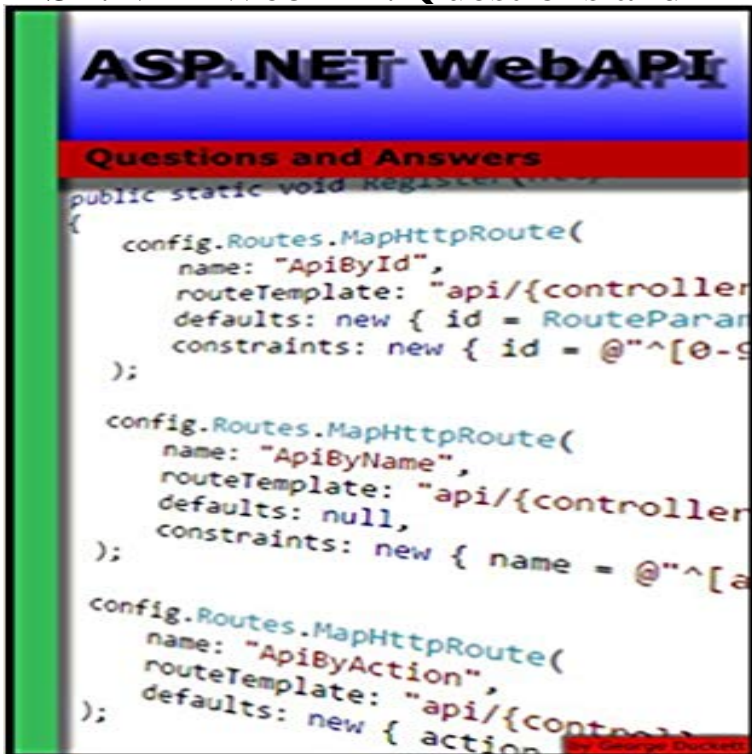 ASP.NET WebAPI
Questions and Answers
public static void Register(
{
config.Routes.MapHttpRoute(
name: "ApiById",
routeTemplate: "api/{controller
defaults: new { id = RouteParam
constraints: new { id = @"^[0-9
);
config.Routes.MapHttpRoute(
name: "ApiByName",
routeTemplate: "api/{controller
defaults: null,
constraints: new { name = @"^[a
);
config.Routes.MapHttpRoute(
name: "ApiByAction",
routeTemplate: "api/{controll
defaults: new { action
);
by George Duckett